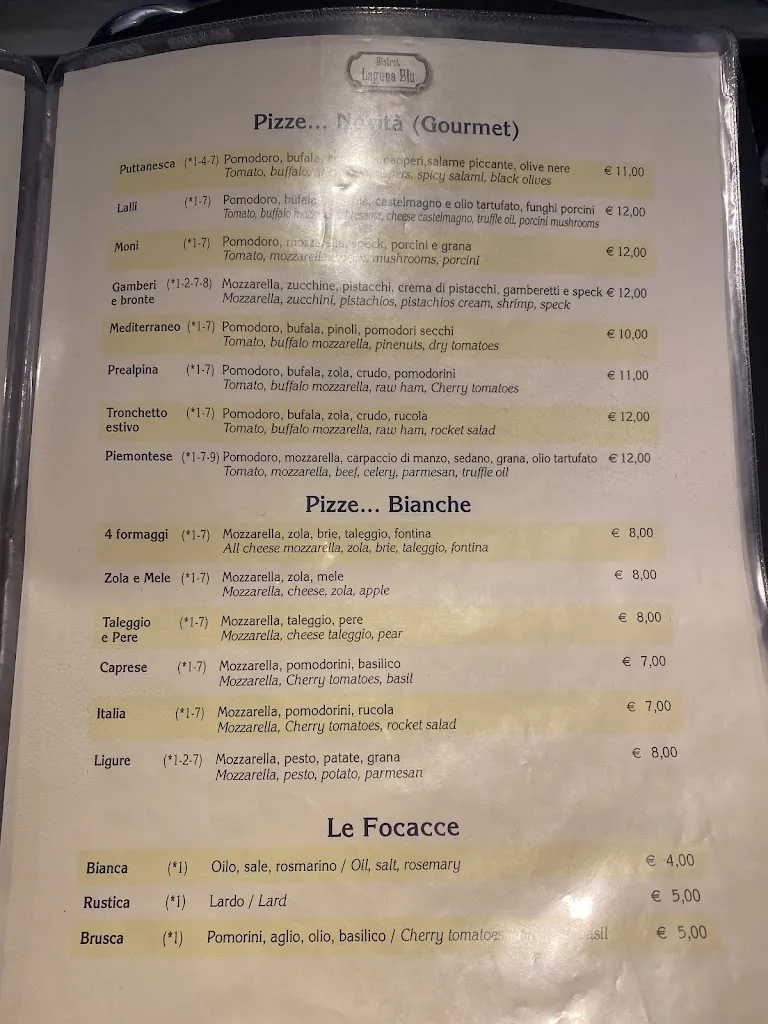 Bistrot
Laguna Blu
Pizze... Novità (Gourmet)
Puttanesca (*1-4-7) Pomodoro, bufala, capperi,salame piccante, olive nere € 11,00
Tomato, buffalo, spicy salami, black olives
Lalli (*1-7) Pomodoro, bufala castelmagno e olio tartufato, funghi porcini € 12,00
Tomato, buffalo cheese castelmagno, truffle oil, porcini mushrooms
Moni (*1-7) Pomodoro, mozzarella, speck, porcini e grana € 12,00
Tomato, mozzarella mushrooms, porcini
Gamberi (*1-2-7-8) Mozzarella, zucchine, pistacchi, crema di pistacchi, gamberetti e speck € 12,00
e bronte Mozzarella, zucchini, pistachios, pistachios cream, shrimp, speck
Mediterraneo (*1-7) Pomodoro, bufala, pinoli, pomodori secchi € 10,00
Tomato, buffalo mozzarella, pinenuts, dry tomatoes
Prealpina (*1-7) Pomodoro, bufala, zola, crudo, pomodorini € 11,00
Tomato, buffalo mozzarella, raw ham, Cherry tomatoes
Tronchetto (*1-7) Pomodoro, bufala, zola, crudo, rucola € 12,00
estivo Tomato, buffalo mozzarella, raw ham, rocket salad
Piemontese (*1-7-9) Pomodoro, mozzarella, carpaccio di manzo, sedano, grana, olio tartufato € 12,00
Tomato, mozzarella, beef, celery, parmesan, truffle oil
Pizze... Bianche
4 formaggi (*1-7) Mozzarella, zola, brie, taleggio, fontina € 8,00
All cheese mozzarella, zola, brie, taleggio, fontina
Zola e Mele (*1-7) Mozzarella, zola, mele € 8,00
Mozzarella, cheese, zola, apple
Taleggio (*1-7) Mozzarella, taleggio, pere € 8,00
e Pere Mozzarella, cheese taleggio, pear
Caprese (*1-7) Mozzarella, pomodorini, basilico € 7,00
Mozzarella, Cherry tomatoes, basil
Italia (*1-7) Mozzarella, pomodorini, rucola € 7,00
Mozzarella, Cherry tomatoes, rocket salad
Ligure (*1-2-7) Mozzarella, pesto, patate, grana € 8,00
Mozzarella, pesto, potato, parmesan
Le Focacce
Bianca (*1) Oilo, sale, rosmarino / Oil, salt, rosemary € 4,00
Rustica (*1) Lardo / Lard € 5,00
Brusca (*1) Pomorini, aglio, olio, basilico / Cherry tomatoes basil € 5,00